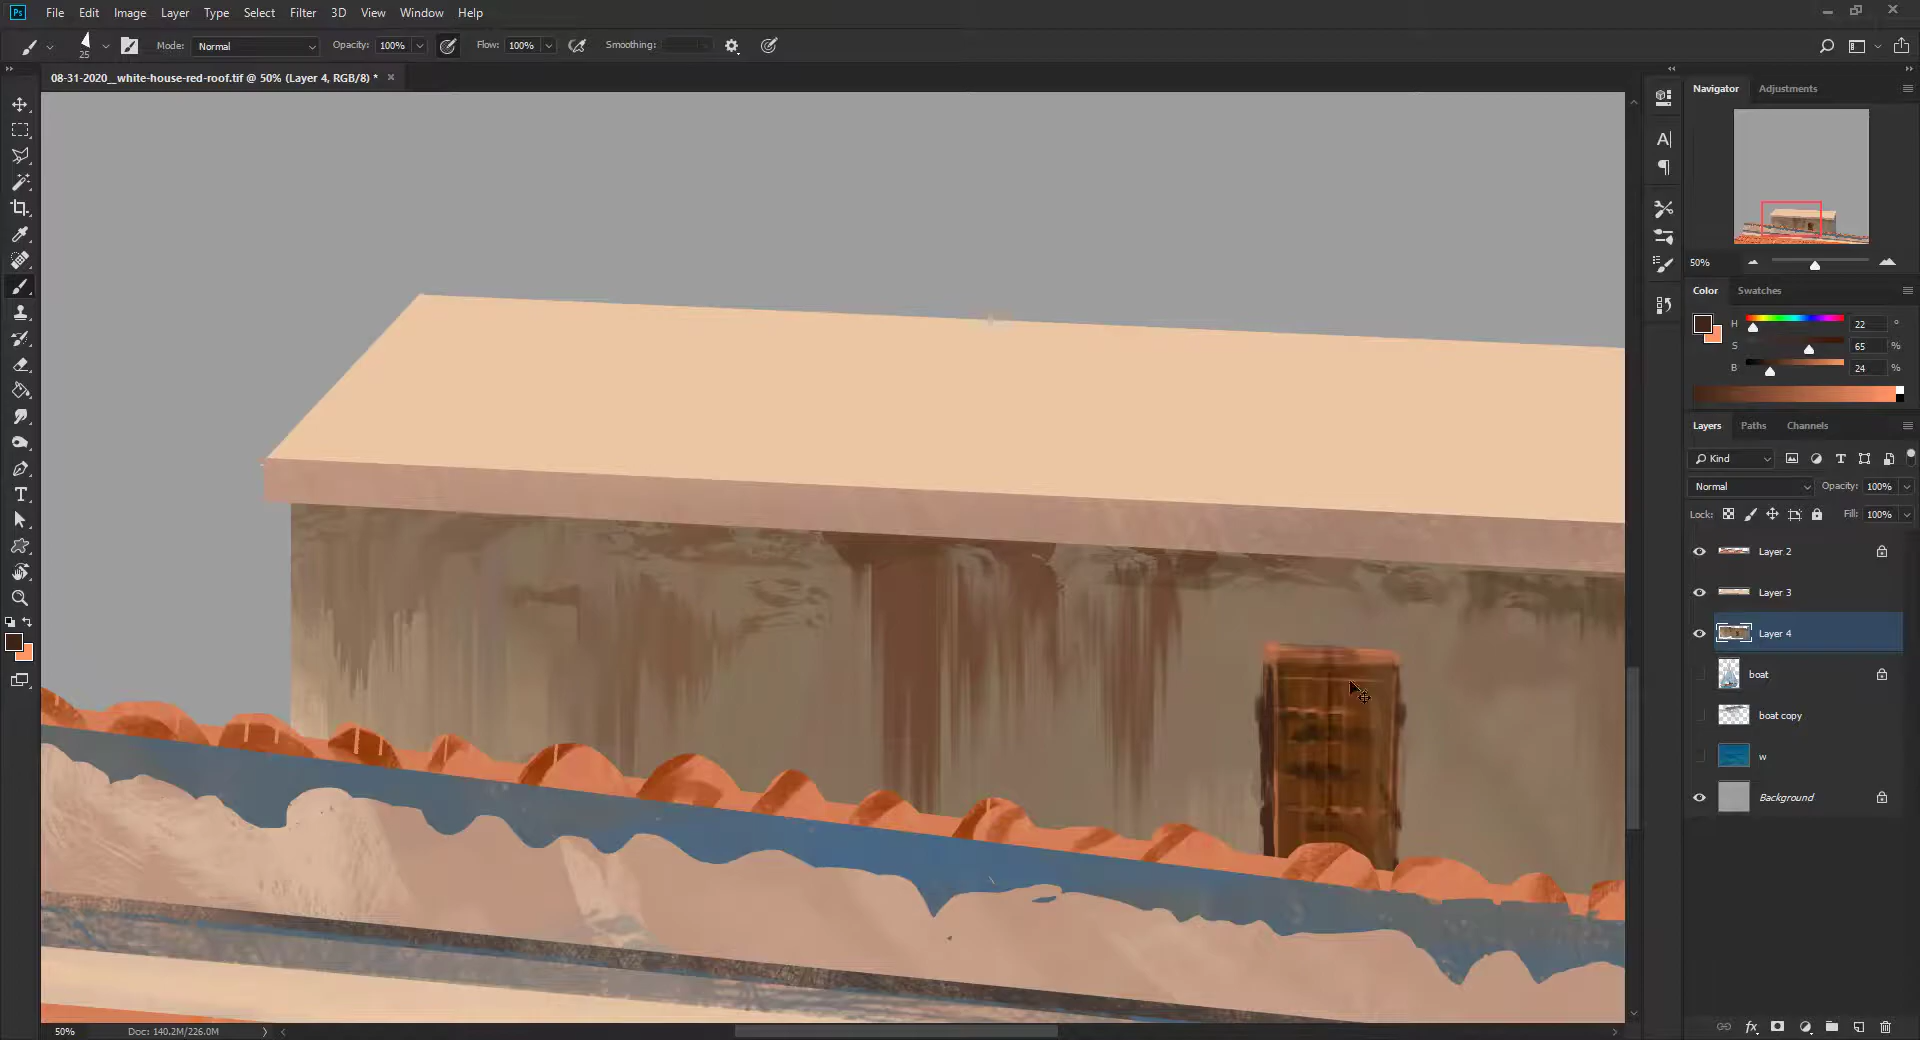 Ps File Edit Image Layer Type Select Filter 3D View Window Help
25 Mode: Normal Opacity: 100% Flow: 100% Smoothing:
08-31-2020__white-house-red-roof.tif @ 50% (Layer 4, RGB/8) *
Navigator Adjustments
50%
Color Swatches
H 22 °
S 65 %
B 24 %
Layers Paths Channels
Kind
Normal Opacity: 100%
Lock: Fill: 100%
Layer 2
Layer 3
Layer 4
boat
boat copy
w
Background
50% Doc: 140.2M/226.0M